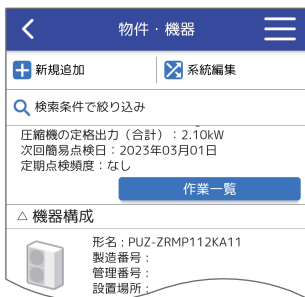 物件・機器
新規追加
系統編集
検索条件で絞り込み
圧縮機の定格出力（合計）：2.10kW
次回簡易点検日：2023年03月01日
定期点検頻度：なし
作業一覧
△ 機器構成
形名：PUZ-ZRMP112KA11
製造番号：
管理番号：
設置場所：